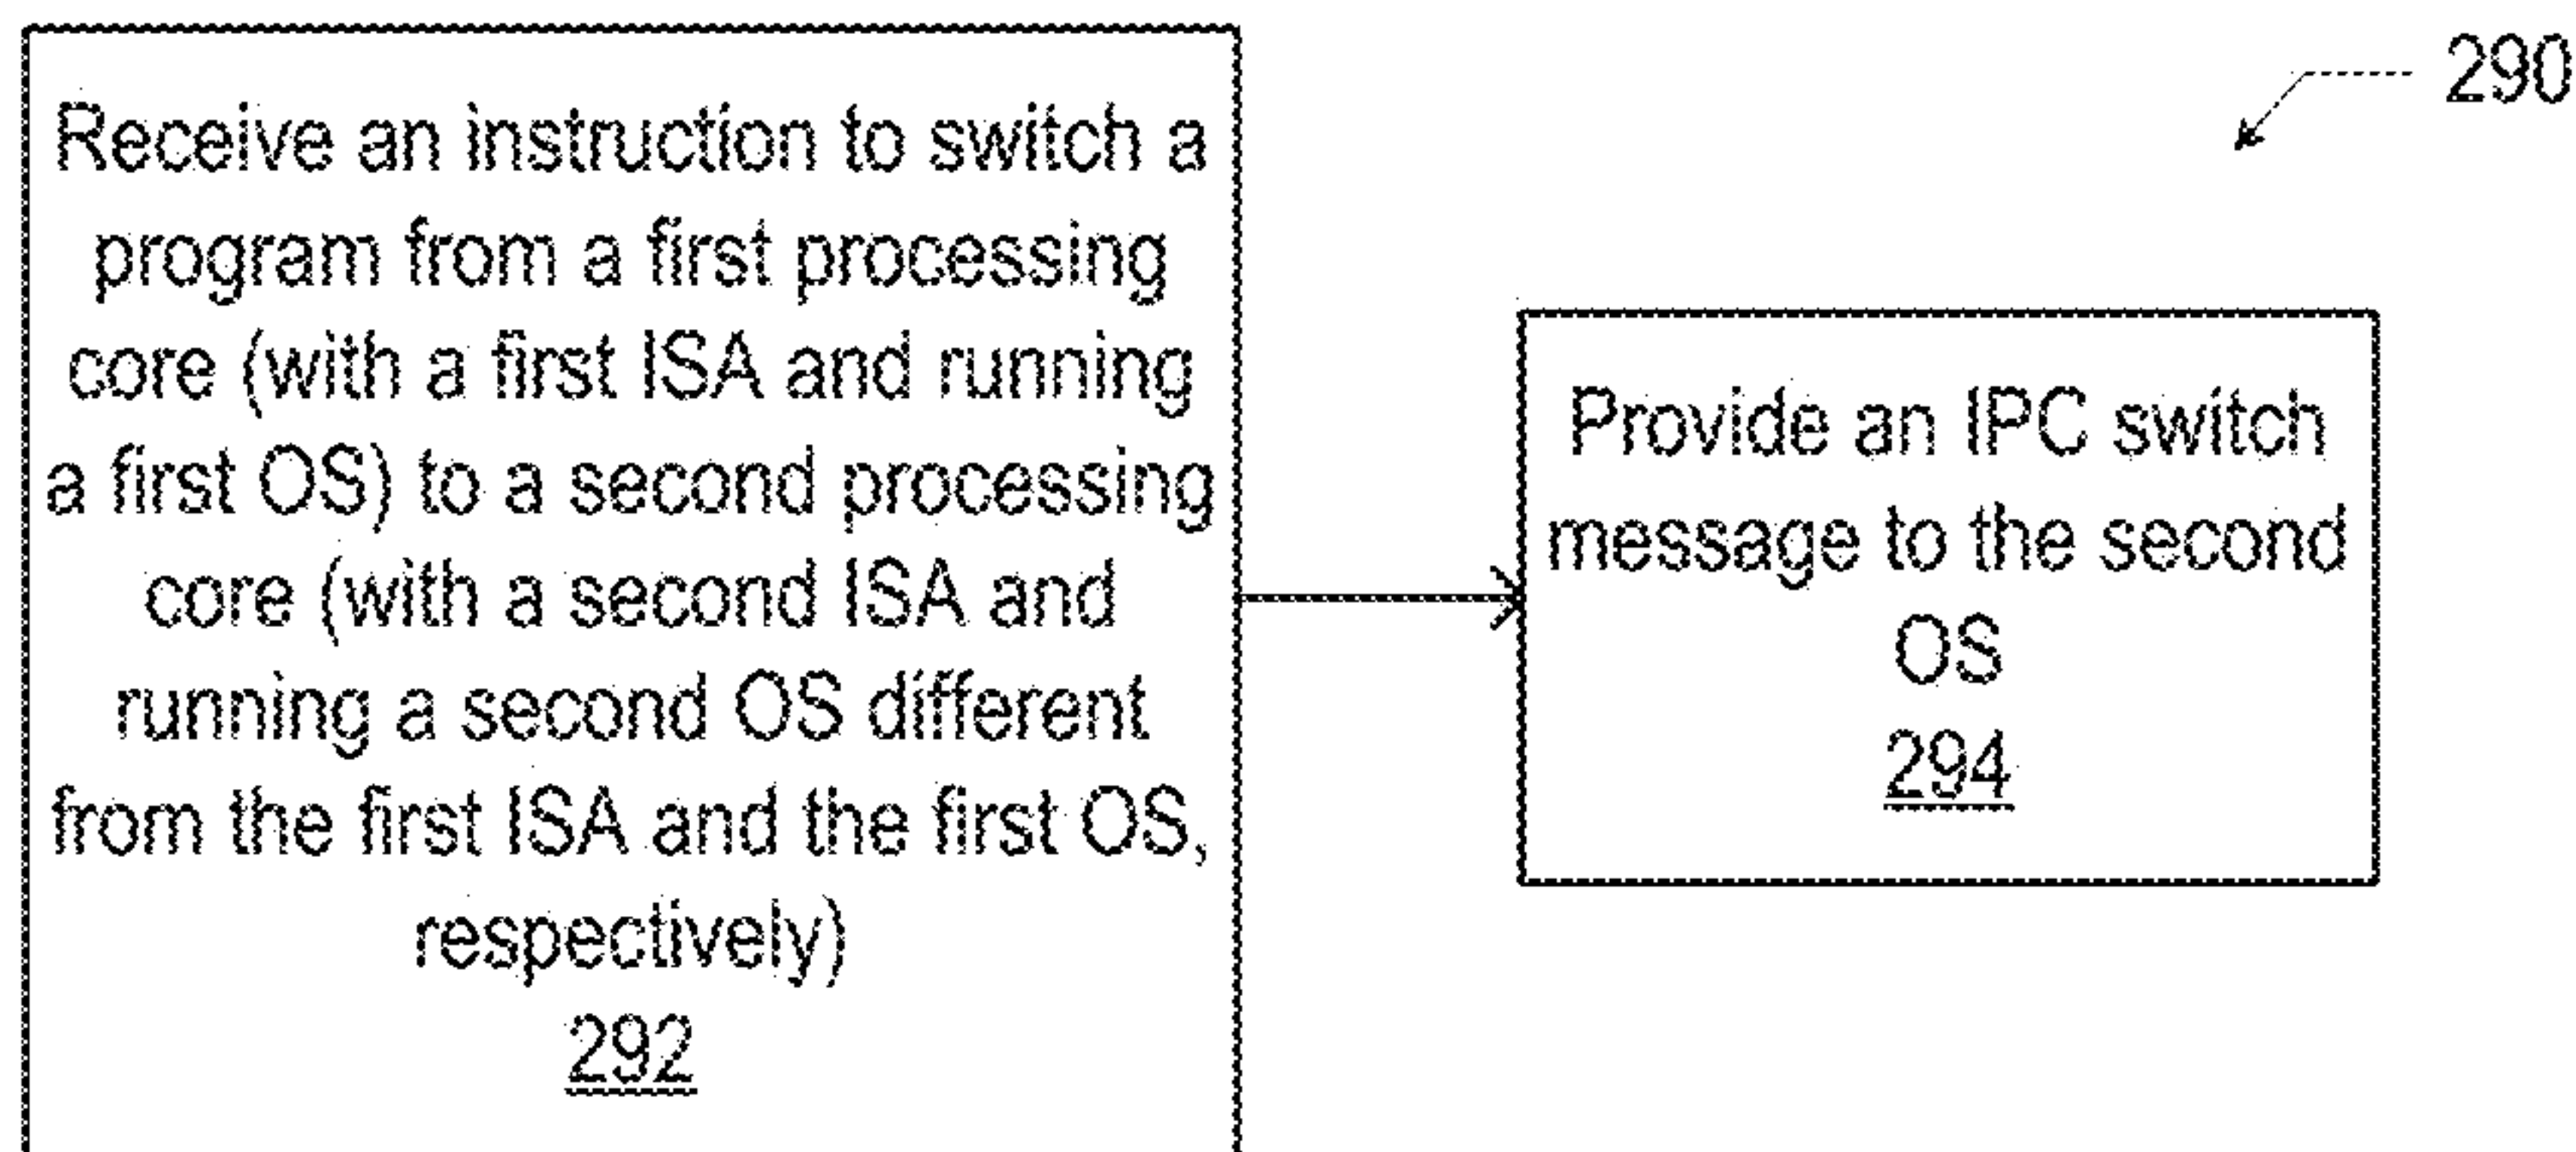 Receive an instruction to switch a
program from a first processing
core (with a first ISA and running
a first OS) to a second processing
core (with a second ISA and
running a second OS different
from the first ISA and the first OS,
respectively)
292
290
Provide an IPC switch
message to the second
OS
294